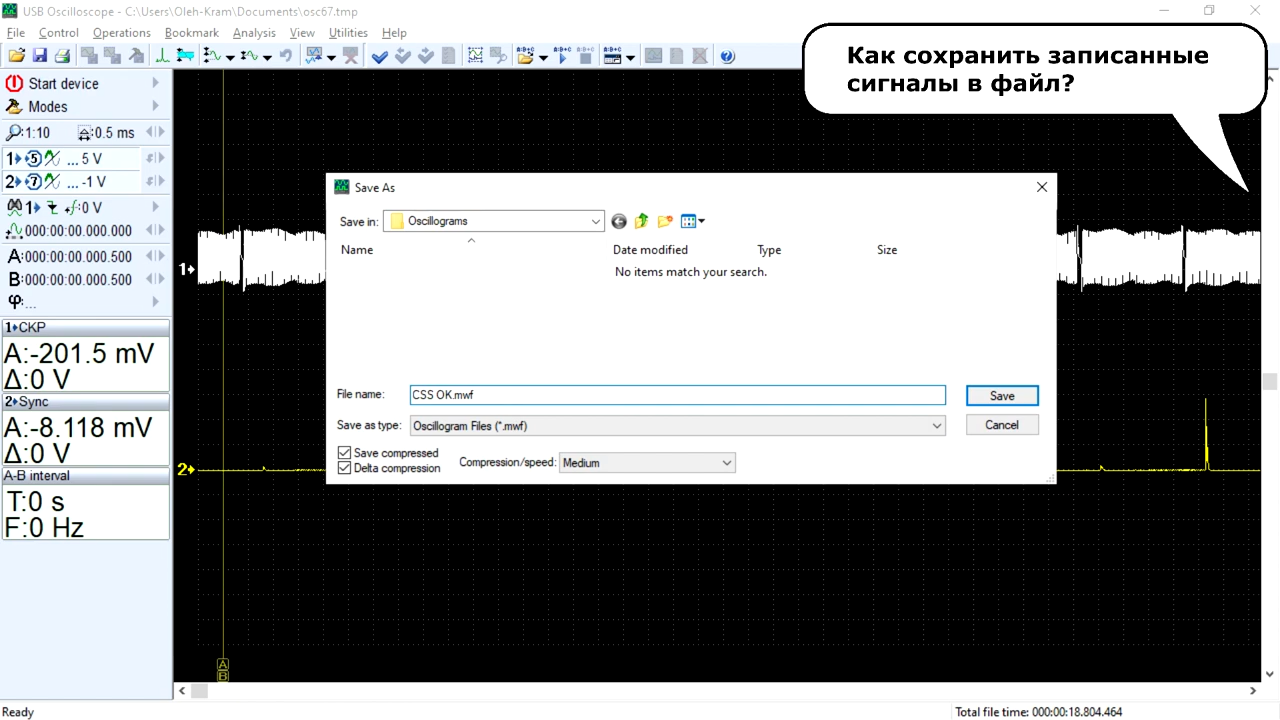 USB Oscilloscope - C:\Users\Oleh-Kram\Documents\osc67.tmp
File Control Operations Bookmark Analysis View Utilities Help
Как сохранить записанные
сигналы в файл?
Start device
Modes
1:10 0.5 ms
1 5 ... 5 V
2 7 ... -1 V
1 f:0 V
000:00:00.000.000
A:000:00:00.000.500
B:000:00:00.000.500
φ:...
1 CKP
A:-201.5 mV
Δ:0 V
2 Sync
A:-8.118 mV
Δ:0 V
A-B interval
T:0 s
F:0 Hz
1
2
Save As
Save in: Oscillograms
Name Date modified Type Size
No items match your search.
File name: CSS OK.mwf Save
Save as type: Oscillogram Files (*.mwf) Cancel
Save compressed
Delta compression Compression/speed: Medium
A
B
Ready Total file time: 000:00:18.804.464